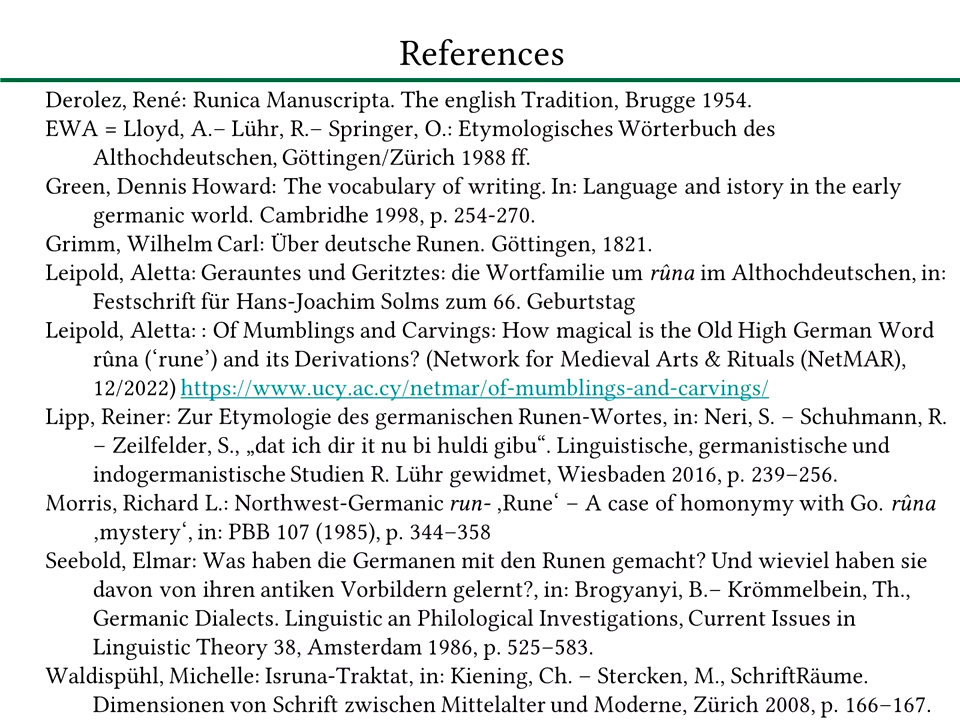 References
Derolez, René: Runica Manuscripta. The english Tradition, Brugge 1954.
EWA = Lloyd, A.– Lühr, R.– Springer, O.: Etymologisches Wörterbuch des
Althochdeutschen, Göttingen/Zürich 1988 ff.
Green, Dennis Howard: The vocabulary of writing. In: Language and istory in the early
germanic world. Cambridhe 1998, p. 254-270.
Grimm, Wilhelm Carl: Über deutsche Runen. Göttingen, 1821.
Leipold, Aletta: Gerauntes und Geritztes: die Wortfamilie um rûna im Althochdeutschen, in:
Festschrift für Hans-Joachim Solms zum 66. Geburtstag
Leipold, Aletta: : Of Mumblings and Carvings: How magical is the Old High German Word
rûna (‘rune’) and its Derivations? (Network for Medieval Arts & Rituals (NetMAR),
12/2022) https://www.ucy.ac.cy/netmar/of-mumblings-and-carvings/
Lipp, Reiner: Zur Etymologie des germanischen Runen-Wortes, in: Neri, S. – Schuhmann, R.
– Zeilfelder, S., „dat ich dir it nu bi huldi gibu“. Linguistische, germanistische und
indogermanistische Studien R. Lühr gewidmet, Wiesbaden 2016, p. 239–256.
Morris, Richard L.: Northwest-Germanic run- ‚Rune‘ – A case of homonymy with Go. rûna
‚mystery‘, in: PBB 107 (1985), p. 344–358
Seebold, Elmar: Was haben die Germanen mit den Runen gemacht? Und wieviel haben sie
davon von ihren antiken Vorbildern gelernt?, in: Brogyanyi, B.– Krömmelbein, Th.,
Germanic Dialects. Linguistic an Philological Investigations, Current Issues in
Linguistic Theory 38, Amsterdam 1986, p. 525–583.
Waldispühl, Michelle: Isruna-Traktat, in: Kiening, Ch. – Stercken, M., SchriftRäume.
Dimensionen von Schrift zwischen Mittelalter und Moderne, Zürich 2008, p. 166–167.